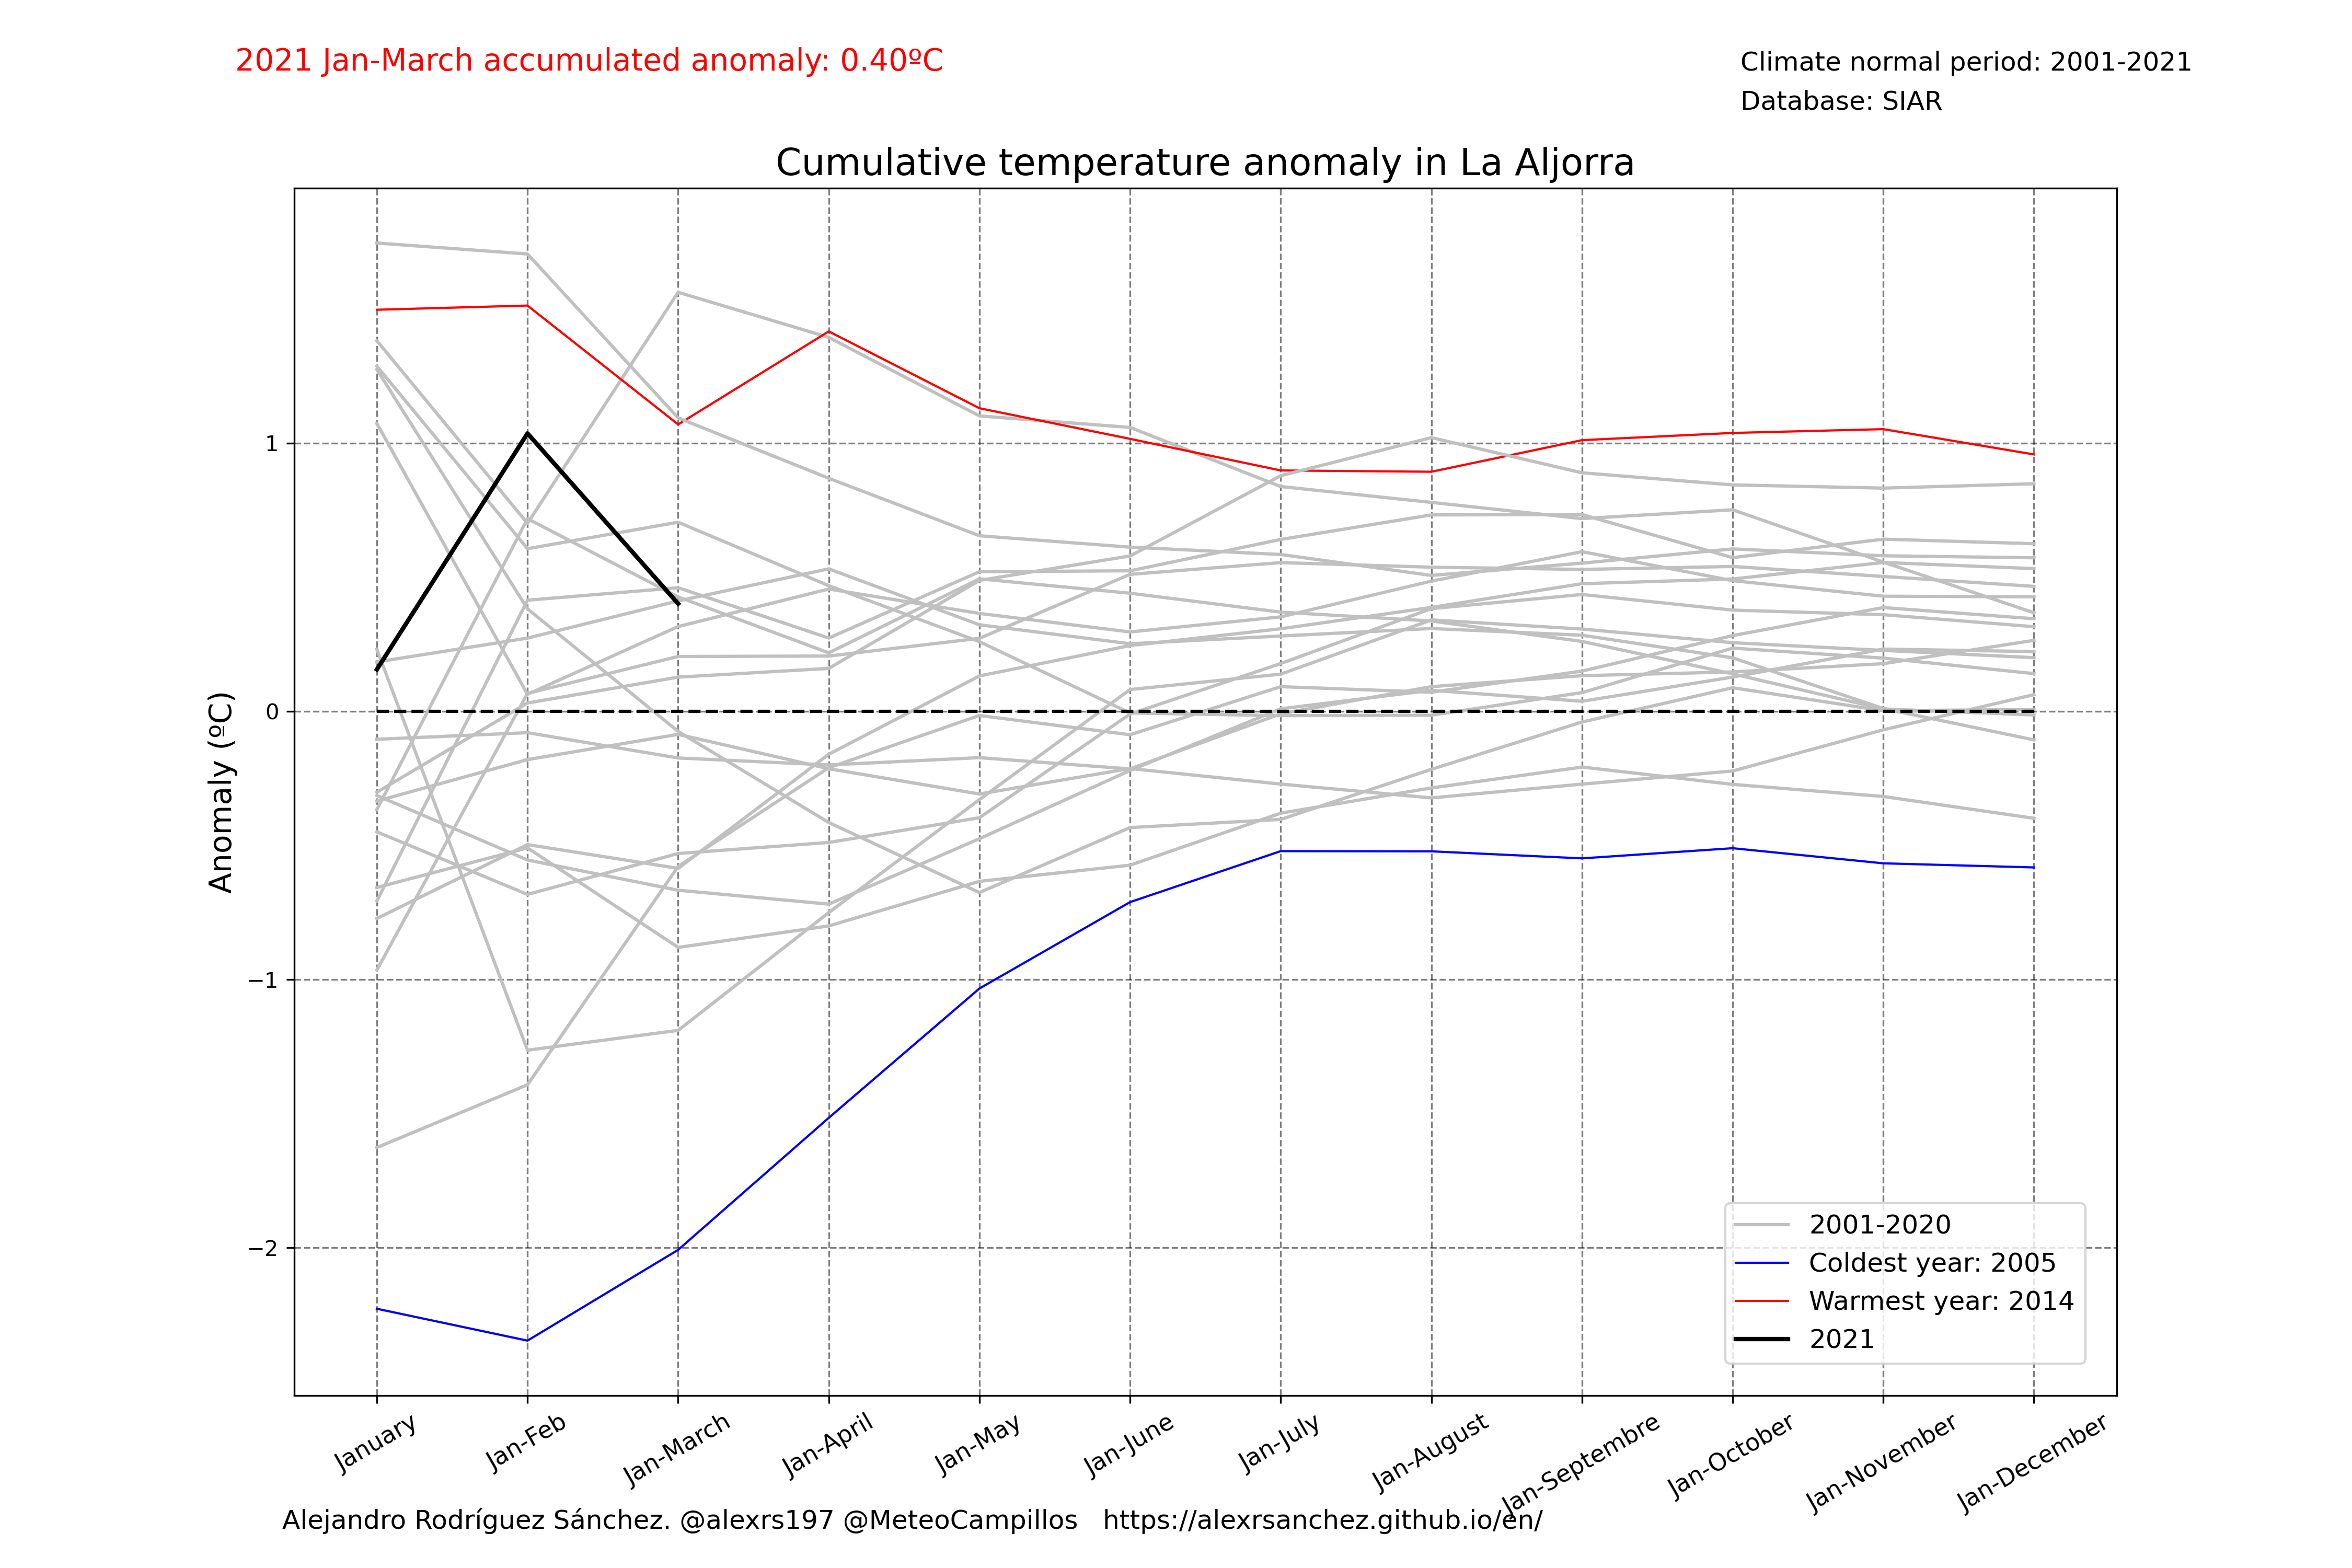 2021 Jan-March accumulated anomaly: 0.40ºC
Climate normal period: 2001-2021
Database: SIAR
Cumulative temperature anomaly in La Aljorra
Anomaly (ºC)
1
0
−1
−2
2001-2020
Coldest year: 2005
Warmest year: 2014
2021
January
Jan-Feb
Jan-March
Jan-April
Jan-May
Jan-June
Jan-July
Jan-August
Jan-Septembre
Jan-October
Jan-November
Jan-December
Alejandro Rodríguez Sánchez. @alexrs197 @MeteoCampillos   https://alexrsanchez.github.io/en/